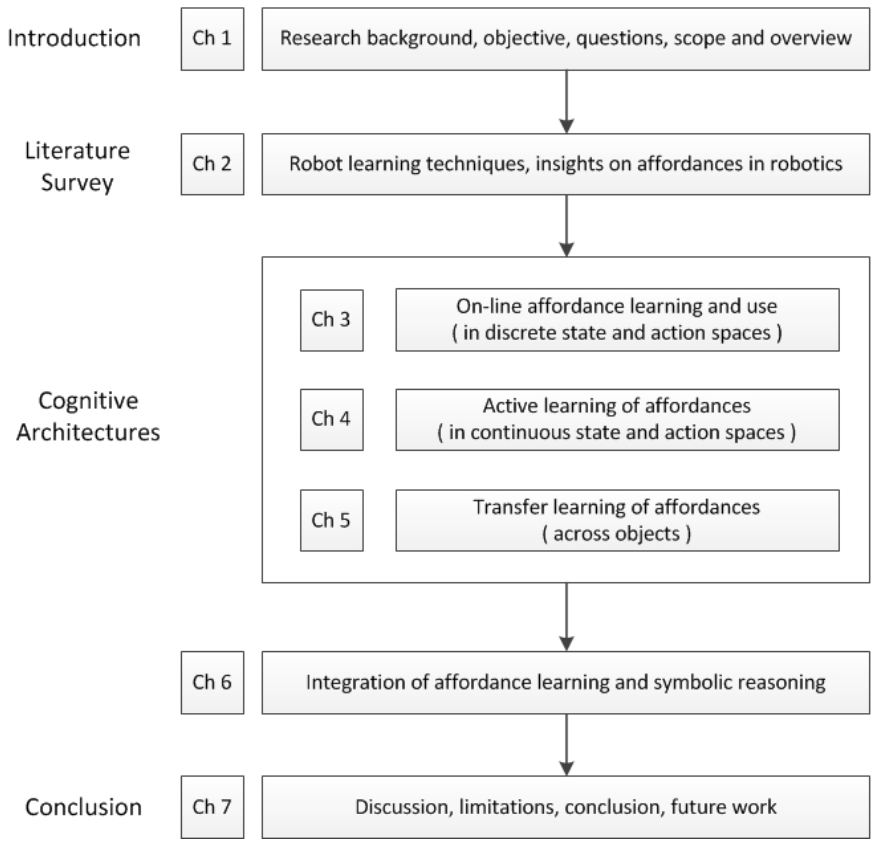 Introduction
Ch 1
Research background, objective, questions, scope and overview
Literature
Survey
Ch 2
Robot learning techniques, insights on affordances in robotics
Cognitive
Architectures
Ch 3
On-line affordance learning and use
( in discrete state and action spaces )
Ch 4
Active learning of affordances
( in continuous state and action spaces )
Ch 5
Transfer learning of affordances
( across objects )
Ch 6
Integration of affordance learning and symbolic reasoning
Conclusion
Ch 7
Discussion, limitations, conclusion, future work